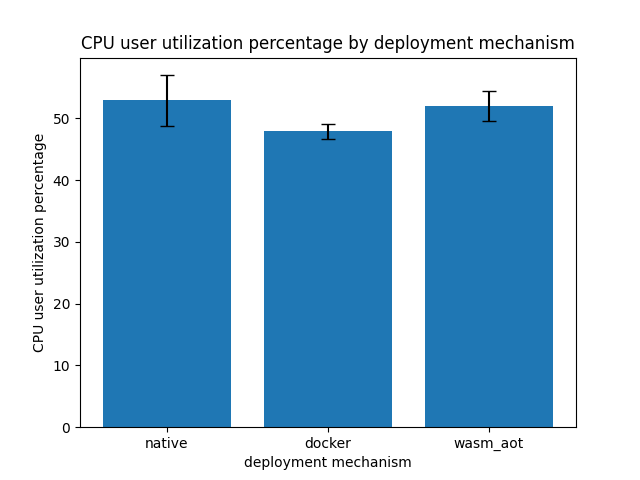 CPU user utilization percentage by deployment mechanism
CPU user utilization percentage
50
40
30
20
10
0
native
docker
wasm_aot
deployment mechanism